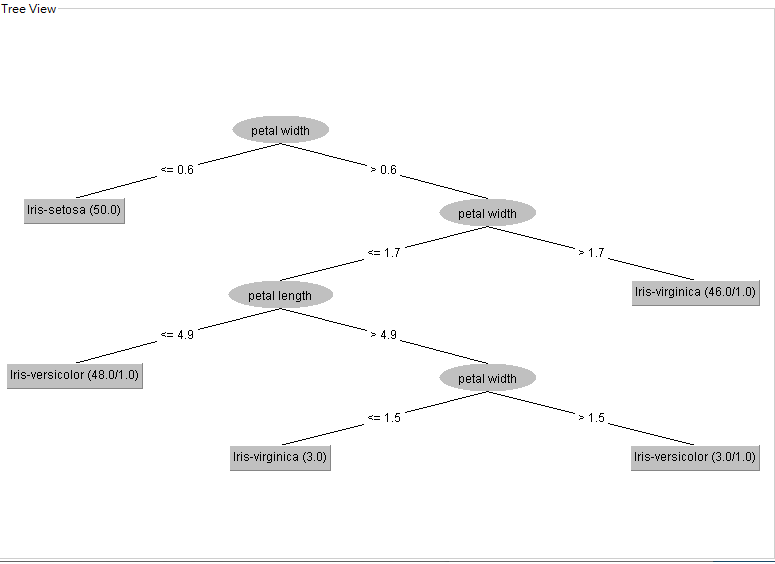 Tree View
petal width
<= 0.6
> 0.6
Iris-setosa (50.0)
petal width
<= 1.7
> 1.7
petal length
Iris-virginica (46.0/1.0)
<= 4.9
> 4.9
Iris-versicolor (48.0/1.0)
petal width
<= 1.5
> 1.5
Iris-virginica (3.0)
Iris-versicolor (3.0/1.0)